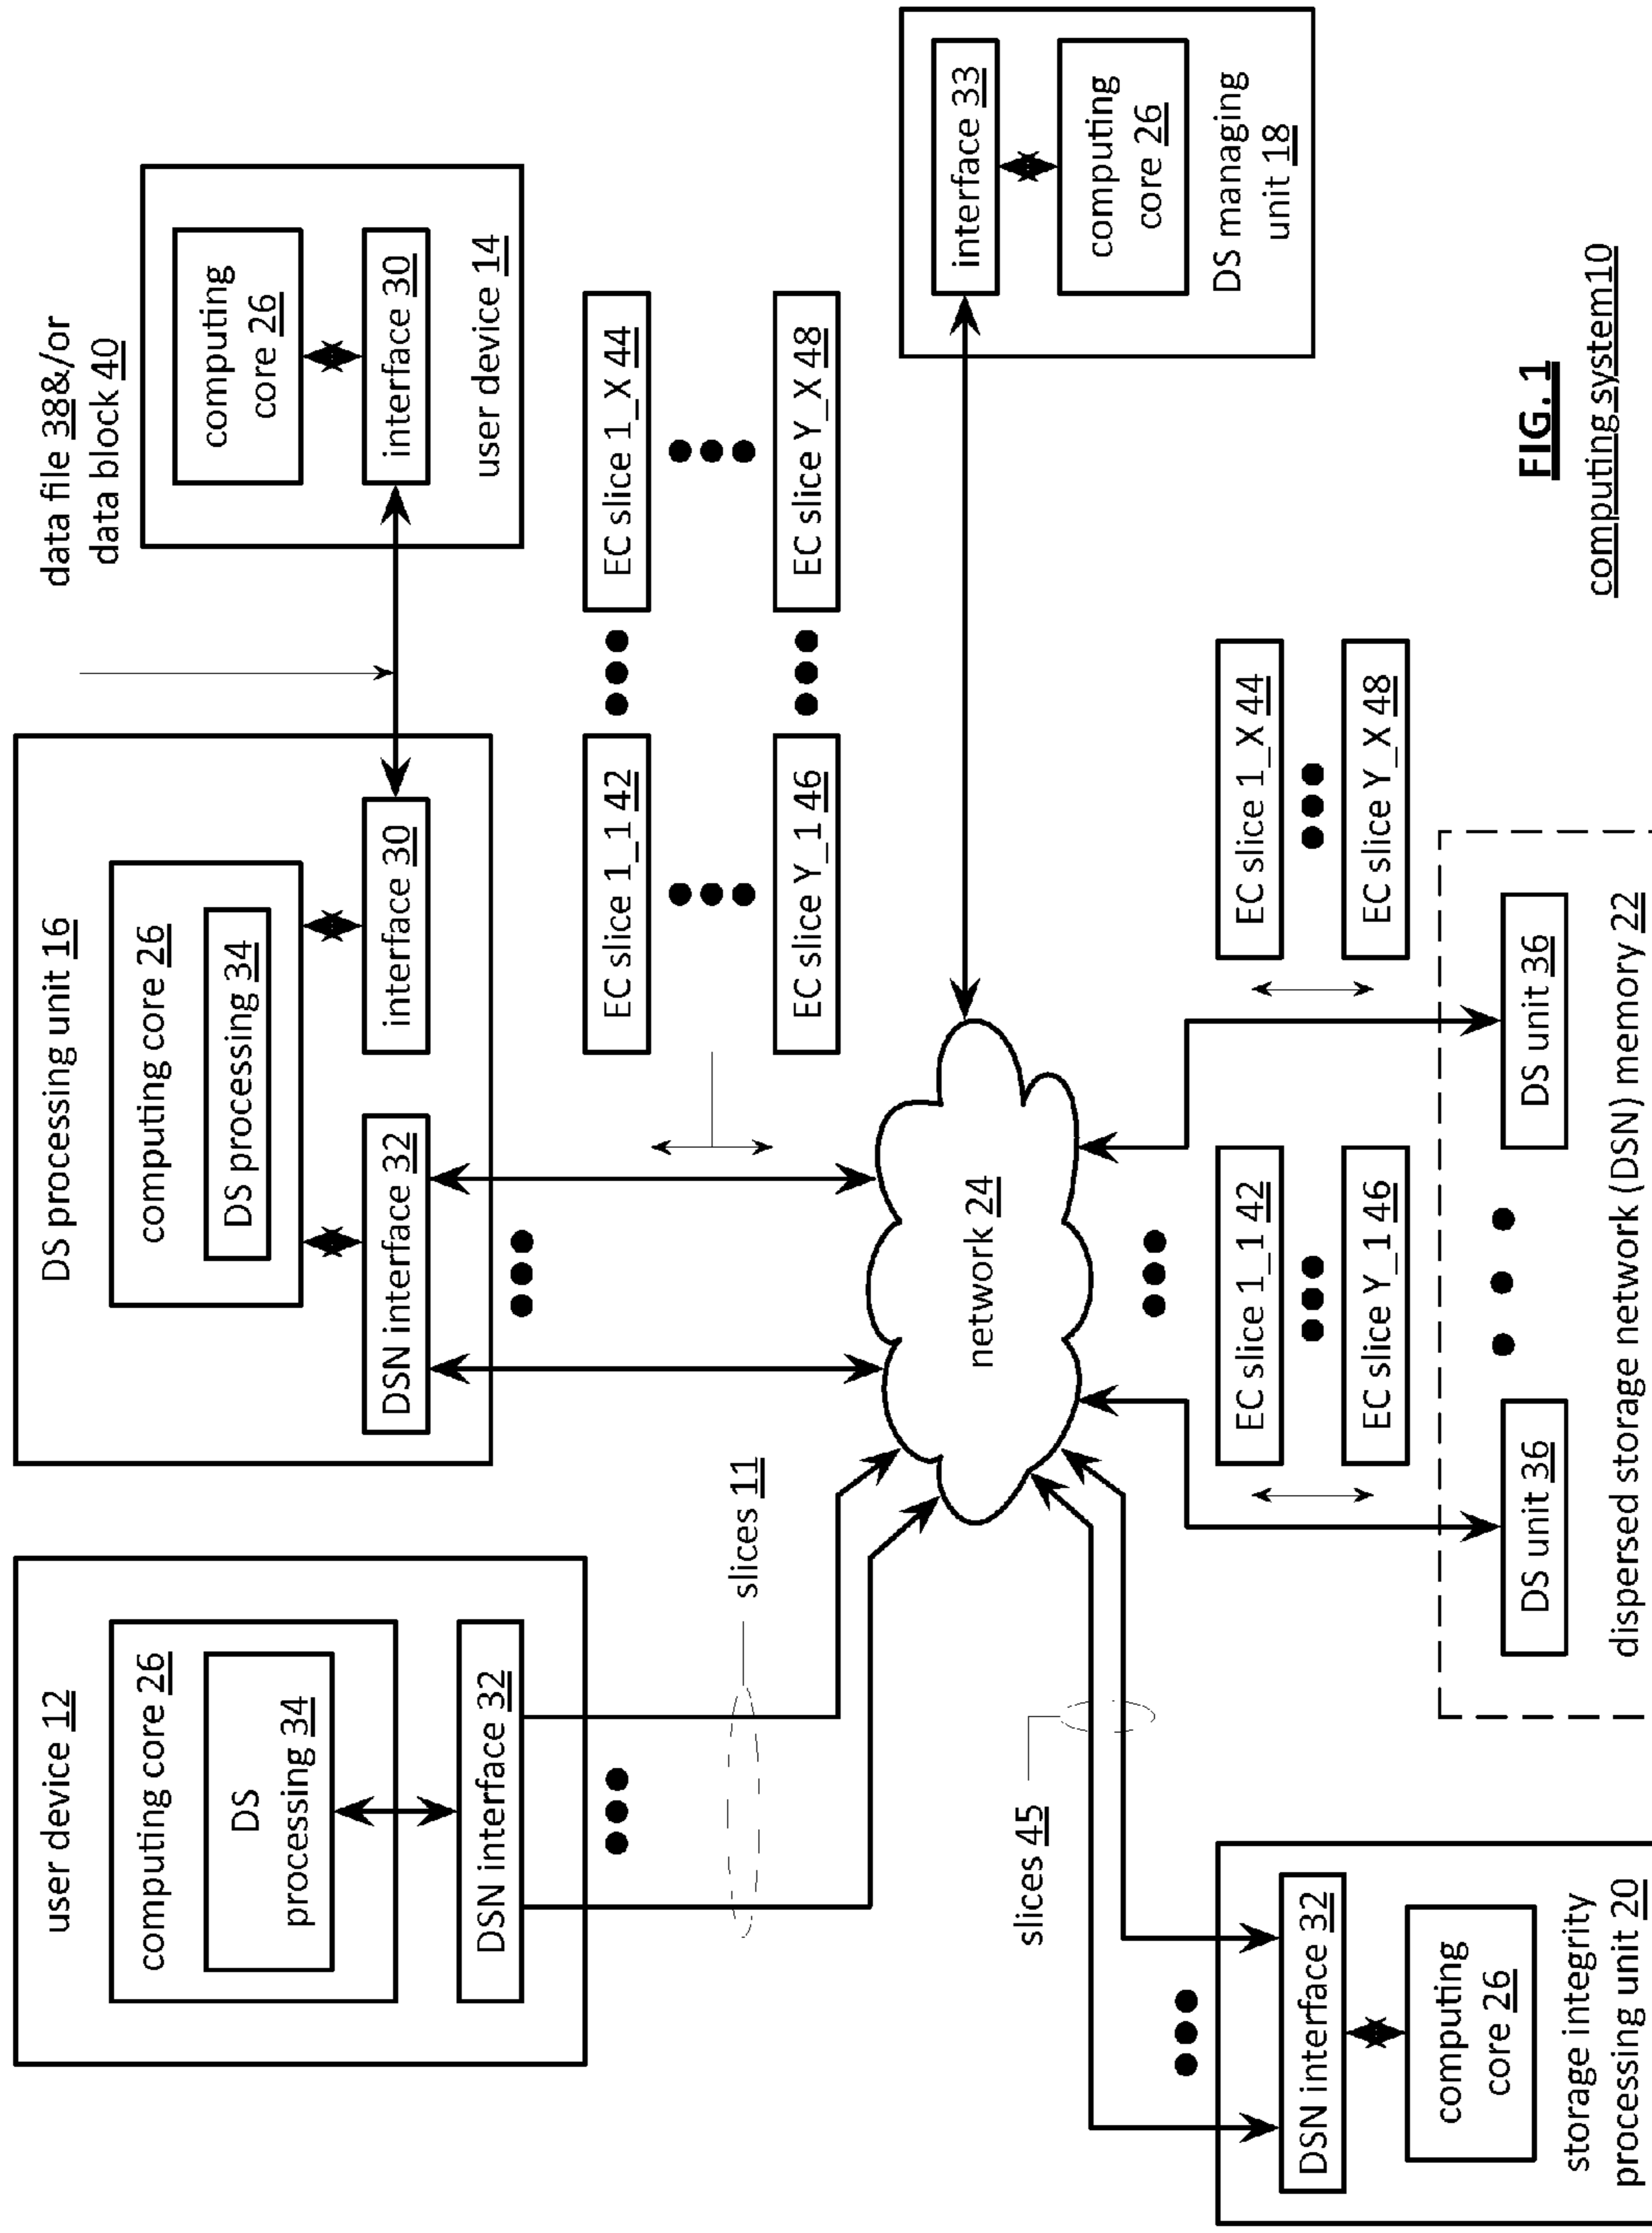 user device 12
computing core 26
DS
processing 34
DSN interface 32
slices 11
DS processing unit 16
computing core 26
DS processing 34
DSN interface 32
interface 30
data file 38&/or
data block 40
computing
core 26
interface 30
user device 14
EC slice 1_1 42
EC slice 1_X 44
EC slice Y_1 46
EC slice Y_X 48
network 24
interface 33
computing
core 26
DS managing
unit 18
slices 45
DSN interface 32
computing
core 26
storage integrity
processing unit 20
EC slice 1_1 42
EC slice Y_1 46
EC slice 1_X 44
EC slice Y_X 48
DS unit 36
DS unit 36
dispersed storage network (DSN) memory 22
FIG. 1
computing system10